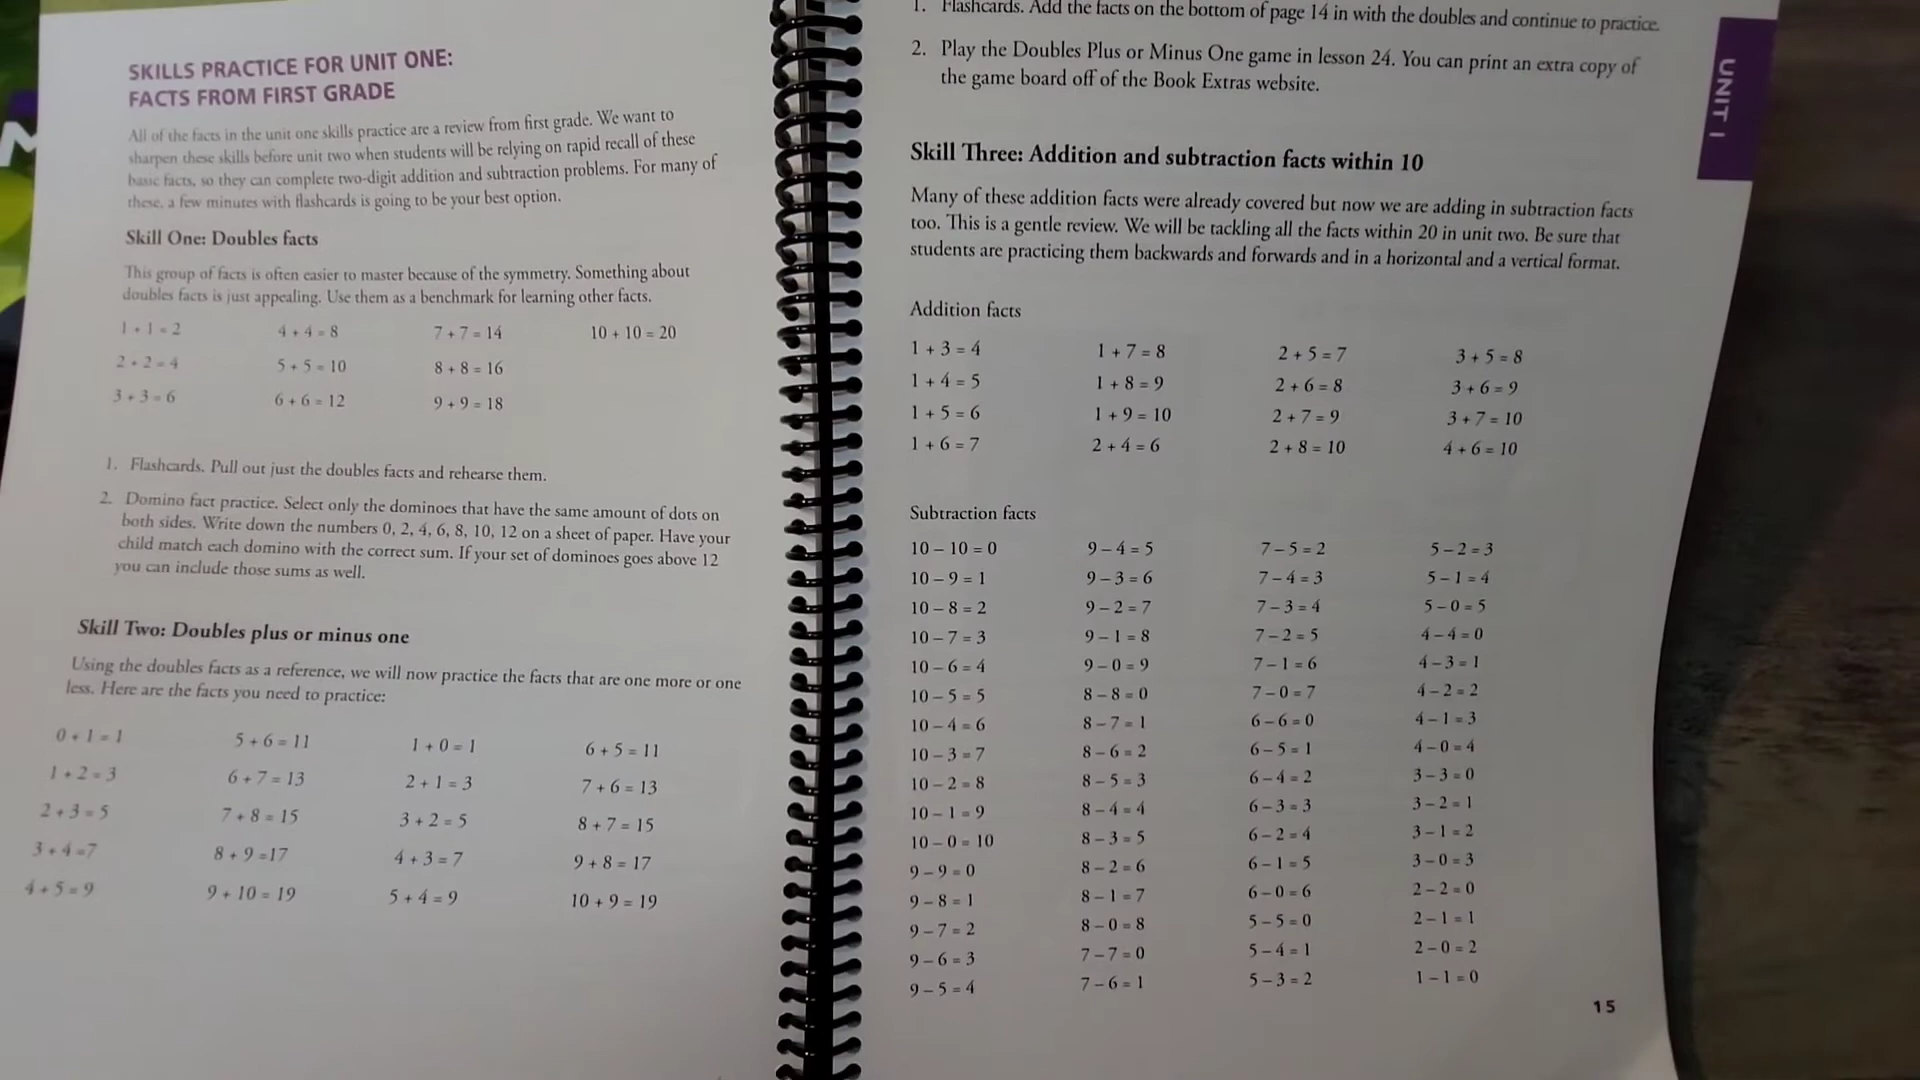 SKILLS PRACTICE FOR UNIT ONE:
FACTS FROM FIRST GRADE
All of the facts in the unit one skills practice are a review from first grade. We want to
sharpen these skills before unit two when students will be relying on rapid recall of these
basic facts, so they can complete two-digit addition and subtraction problems. For many of
these, a few minutes with flashcards is going to be your best option.
Skill One: Doubles facts
This group of facts is often easier to master because of the symmetry. Something about
doubles facts is just appealing. Use them as a benchmark for learning other facts.
1 + 1 = 2 4 + 4 = 8 7 + 7 = 14 10 + 10 = 20
2 + 2 = 4 5 + 5 = 10 8 + 8 = 16
3 + 3 = 6 6 + 6 = 12 9 + 9 = 18
1. Flashcards. Pull out just the doubles facts and rehearse them.
2. Domino fact practice. Select only the dominoes that have the same amount of dots on
both sides. Write down the numbers 0, 2, 4, 6, 8, 10, 12 on a sheet of paper. Have your
child match each domino with the correct sum. If your set of dominoes goes above 12
you can include those sums as well.
Skill Two: Doubles plus or minus one
Using the doubles facts as a reference, we will now practice the facts that are one more or one
less. Here are the facts you need to practice:
0 + 1 = 1 5 + 6 = 11 1 + 0 = 1 6 + 5 = 11
1 + 2 = 3 6 + 7 = 13 2 + 1 = 3 7 + 6 = 13
2 + 3 = 5 7 + 8 = 15 3 + 2 = 5 8 + 7 = 15
3 + 4 =7 8 + 9 =17 4 + 3 = 7 9 + 8 = 17
4 + 5 = 9 9 + 10 = 19 5 + 4 = 9 10 + 9 = 19
1. Flashcards. Add the facts on the bottom of page 14 in with the doubles and continue to practice.
2. Play the Doubles Plus or Minus One game in lesson 24. You can print an extra copy of
the game board off of the Book Extras website.
UNIT I
Skill Three: Addition and subtraction facts within 10
Many of these addition facts were already covered but now we are adding in subtraction facts
too. This is a gentle review. We will be tackling all the facts within 20 in unit two. Be sure that
students are practicing them backwards and forwards and in a horizontal and a vertical format.
Addition facts
1 + 3 = 4 1 + 7 = 8 2 + 5 = 7 3 + 5 = 8
1 + 4 = 5 1 + 8 = 9 2 + 6 = 8 3 + 6 = 9
1 + 5 = 6 1 + 9 = 10 2 + 7 = 9 3 + 7 = 10
1 + 6 = 7 2 + 4 = 6 2 + 8 = 10 4 + 6 = 10
Subtraction facts
10 – 10 = 0 9 – 4 = 5 7 – 5 = 2 5 – 2 = 3
10 – 9 = 1 9 – 3 = 6 7 – 4 = 3 5 – 1 = 4
10 – 8 = 2 9 – 2 = 7 7 – 3 = 4 5 – 0 = 5
10 – 7 = 3 9 – 1 = 8 7 – 2 = 5 4 – 4 = 0
10 – 6 = 4 9 – 0 = 9 7 – 1 = 6 4 – 3 = 1
10 – 5 = 5 8 – 8 = 0 7 – 0 = 7 4 – 2 = 2
10 – 4 = 6 8 – 7 = 1 6 – 6 = 0 4 – 1 = 3
10 – 3 = 7 8 – 6 = 2 6 – 5 = 1 4 – 0 = 4
10 – 2 = 8 8 – 5 = 3 6 – 4 = 2 3 – 3 = 0
10 – 1 = 9 8 – 4 = 4 6 – 3 = 3 3 – 2 = 1
10 – 0 = 10 8 – 3 = 5 6 – 2 = 4 3 – 1 = 2
9 – 9 = 0 8 – 2 = 6 6 – 1 = 5 3 – 0 = 3
9 – 8 = 1 8 – 1 = 7 6 – 0 = 6 2 – 2 = 0
9 – 7 = 2 8 – 0 = 8 5 – 5 = 0 2 – 1 = 1
9 – 6 = 3 7 – 7 = 0 5 – 4 = 1 2 – 0 = 2
9 – 5 = 4 7 – 6 = 1 5 – 3 = 2 1 – 1 = 0
15